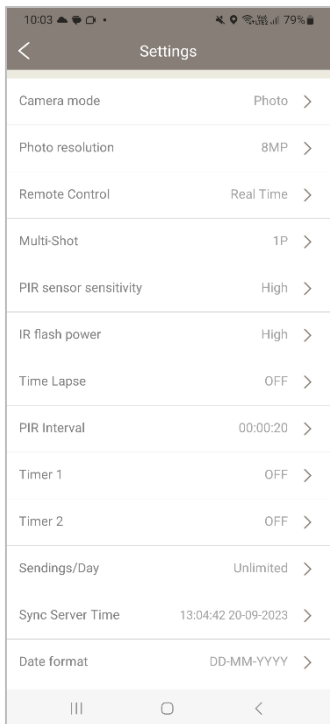 10:03 79%
Settings
Camera mode Photo
Photo resolution 8MP
Remote Control Real Time
Multi-Shot 1P
PIR sensor sensitivity High
IR flash power High
Time Lapse OFF
PIR Interval 00:00:20
Timer 1 OFF
Timer 2 OFF
Sendings/Day Unlimited
Sync Server Time 13:04:42 20-09-2023
Date format DD-MM-YYYY